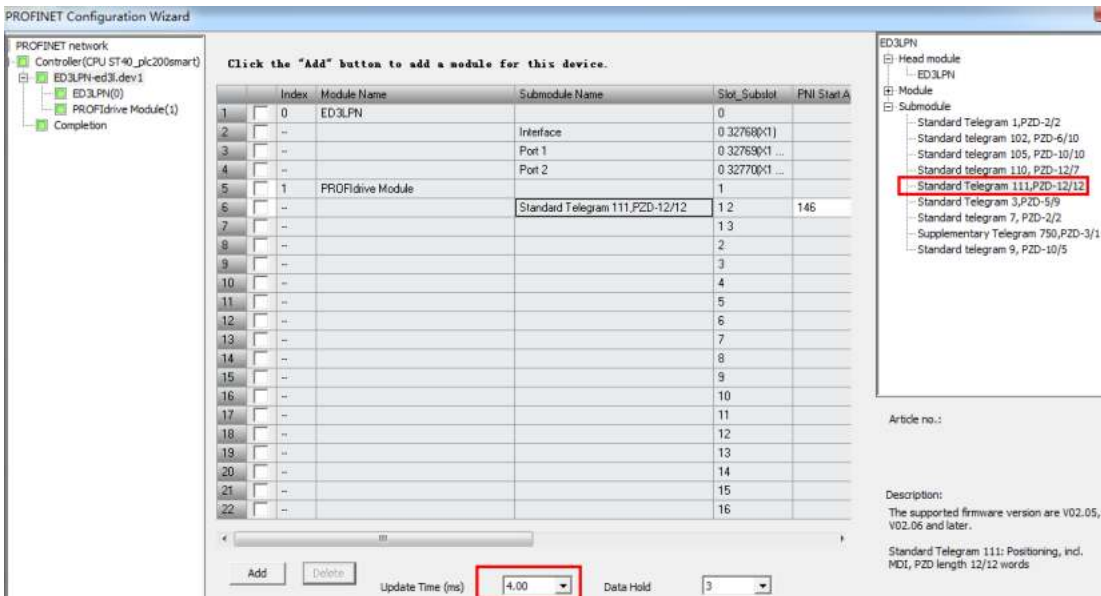 PROFINET Configuration Wizard
PROFINET network
Controller(CPU ST40_plc200smart)
ED3LPN-ed3l.dev1
ED3LPN(0)
PROFIdrive Module(1)
Completion
Click the "Add" button to add a module for this device.
Index Module Name Submodule Name Slot_Subslot PNI Start A
1 0 ED3LPN 0
2 -- Interface 0 32768(X1)
3 -- Port 1 0 32769(X1 ...
4 -- Port 2 0 32770(X1 ...
5 1 PROFIdrive Module 1
6 -- Standard Telegram 111,PZD-12/12 1 2 146
7 -- 1 3
8 -- 2
9 -- 3
10 -- 4
11 -- 5
12 -- 6
13 -- 7
14 -- 8
15 -- 9
16 -- 10
17 -- 11
18 -- 12
19 -- 13
20 -- 14
21 -- 15
22 -- 16
Add Delete Update Time (ms) 4.00 Data Hold 3
ED3LPN
Head module
ED3LPN
Module
Submodule
Standard Telegram 1,PZD-2/2
Standard telegram 102, PZD-6/10
Standard telegram 105, PZD-10/10
Standard telegram 110, PZD-12/7
Standard Telegram 111,PZD-12/12
Standard Telegram 3,PZD-5/9
Standard telegram 7, PZD-2/2
Supplementary Telegram 750,PZD-3/1
Standard telegram 9, PZD-10/5
Article no.:
Description:
The supported firmware version are V02.05,
V02.06 and later.
Standard Telegram 111: Positioning, incl.
MDI, PZD length 12/12 words